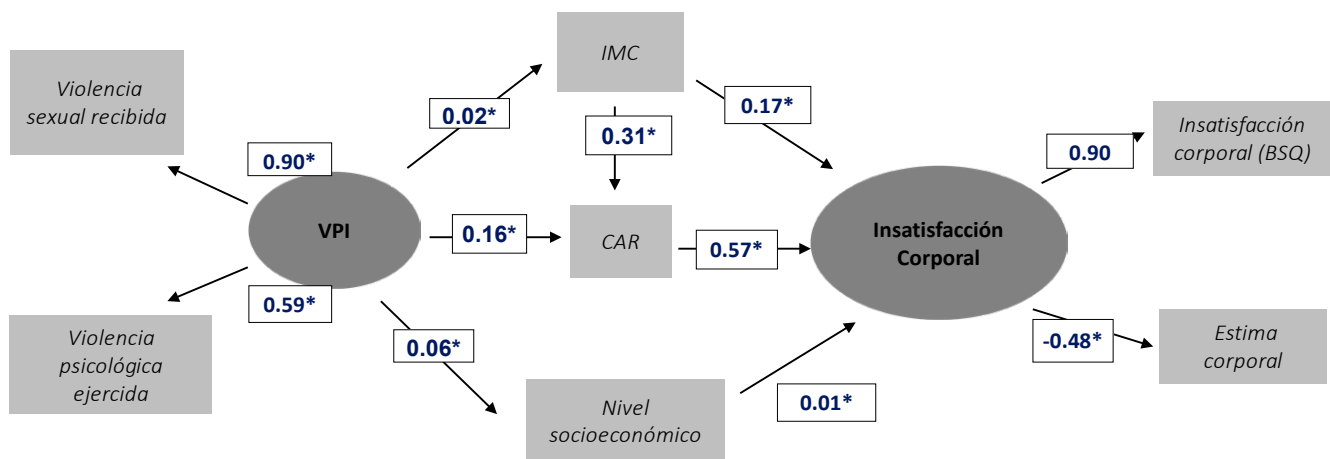 IMC
Violencia
sexual recibida
0.02*
0.17*
Insatisfacción
corporal (BSQ)
0.31*
0.90*
0.90
VPI
0.16*
CAR
0.57*
Insatisfacción
Corporal
0.59*
Violencia
psicológica
ejercida
0.06*
-0.48*
Estima
corporal
0.01*
Nivel
socioeconómico